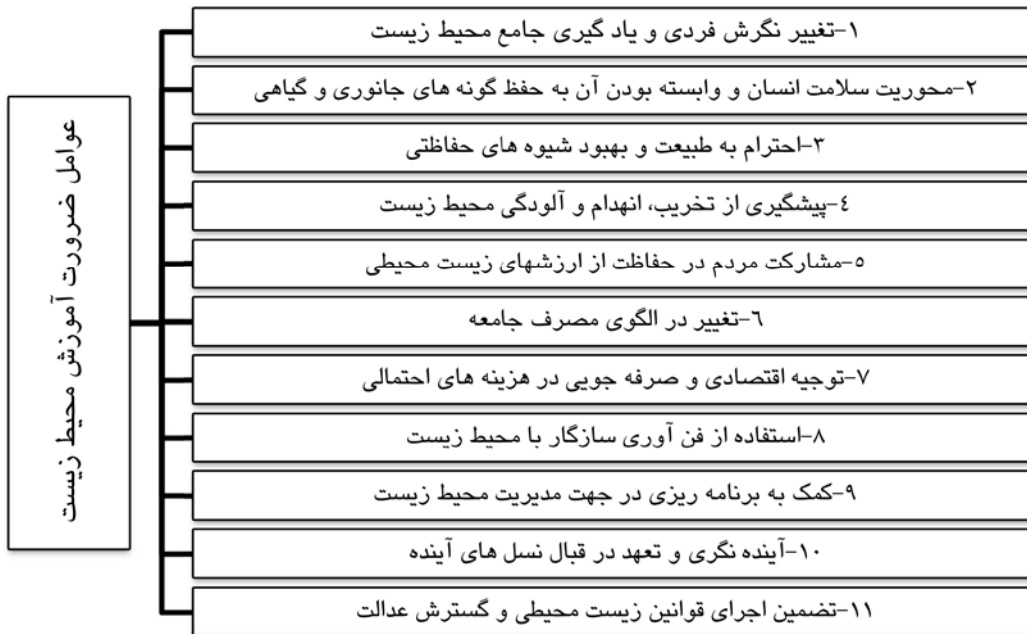 عوامل ضرورت آموزش محیط زیست
۱-تغییر نگرش فردی و یاد گیری جامع محیط زیست
۲-محوریت سلامت انسان و وابسته بودن آن به حفظ گونه های جانوری و گیاهی
۳-احترام به طبیعت و بهبود شیوه های حفاظتی
٤-پیشگیری از تخریب، انهدام و آلودگی محیط زیست
٥-مشارکت مردم در حفاظت از ارزشهای زیست محیطی
٦-تغییر در الگوی مصرف جامعه
۷-توجیه اقتصادی و صرفه جویی در هزینه های احتمالی
۸-استفاده از فن آوری سازگار با محیط زیست
۹-کمک به برنامه ریزی در جهت مدیریت محیط زیست
۱۰-آینده نگری و تعهد در قبال نسل های آینده
۱۱-تضمین اجرای قوانین زیست محیطی و گسترش عدالت